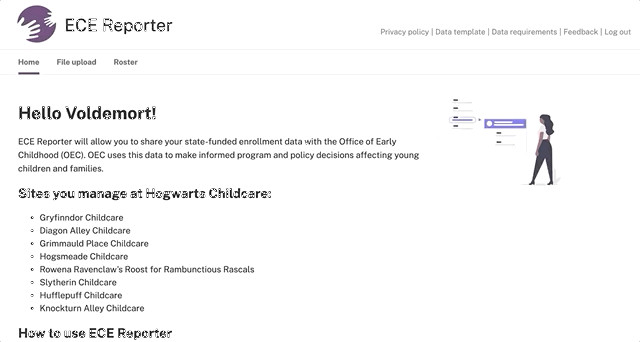 ECE Reporter
Privacy policy | Data template | Data requirements | Feedback | Log out
Home File upload Roster
Hello Voldemort!
ECE Reporter will allow you to share your state-funded enrollment data with the Office of Early
Childhood (OEC). OEC uses this data to make informed program and policy decisions affecting young
children and families.
Sites you manage at Hogwarts Childcare:
Gryfinndor Childcare
Diagon Alley Childcare
Grimmauld Place Childcare
Hogsmeade Childcare
Rowena Ravenclaw's Roost for Rambunctious Rascals
Slytherin Childcare
Hufflepuff Childcare
Knockturn Alley Childcare
How to use ECE Reporter